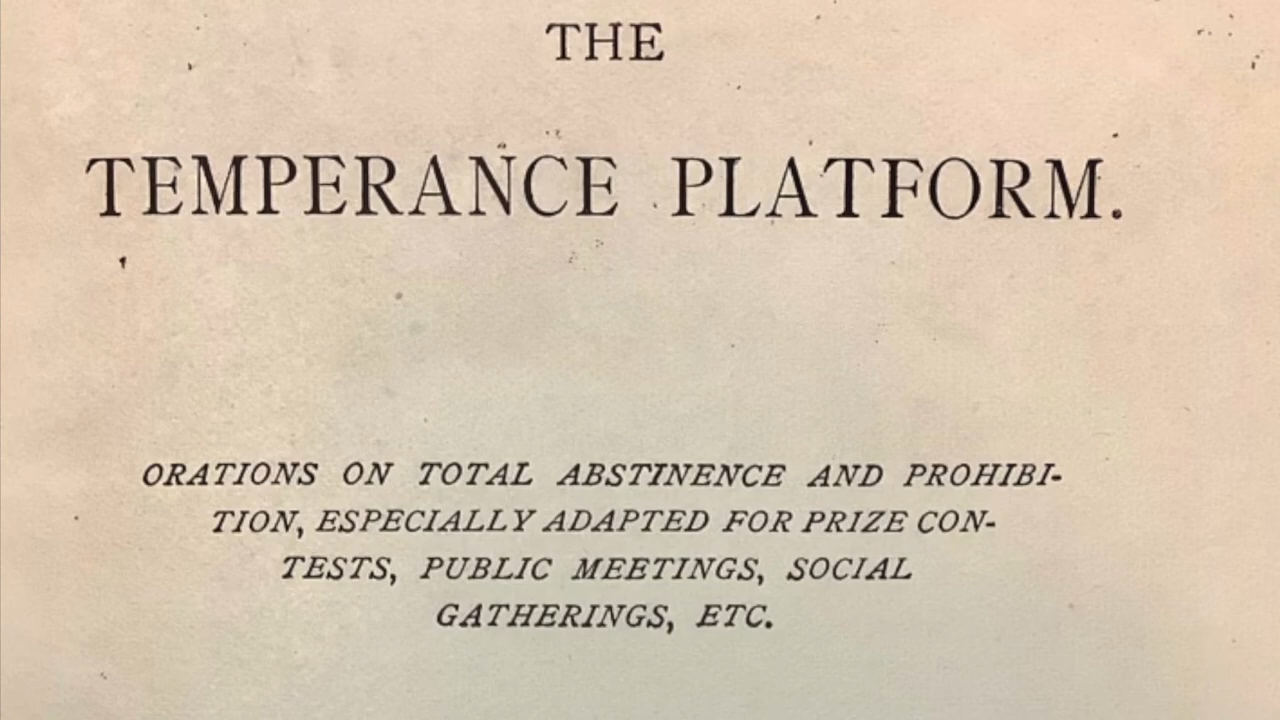 THE
TEMPERANCE PLATFORM.
ORATIONS ON TOTAL ABSTINENCE AND PROHIBI-
TION, ESPECIALLY ADAPTED FOR PRIZE CON-
TESTS, PUBLIC MEETINGS, SOCIAL
GATHERINGS, ETC.